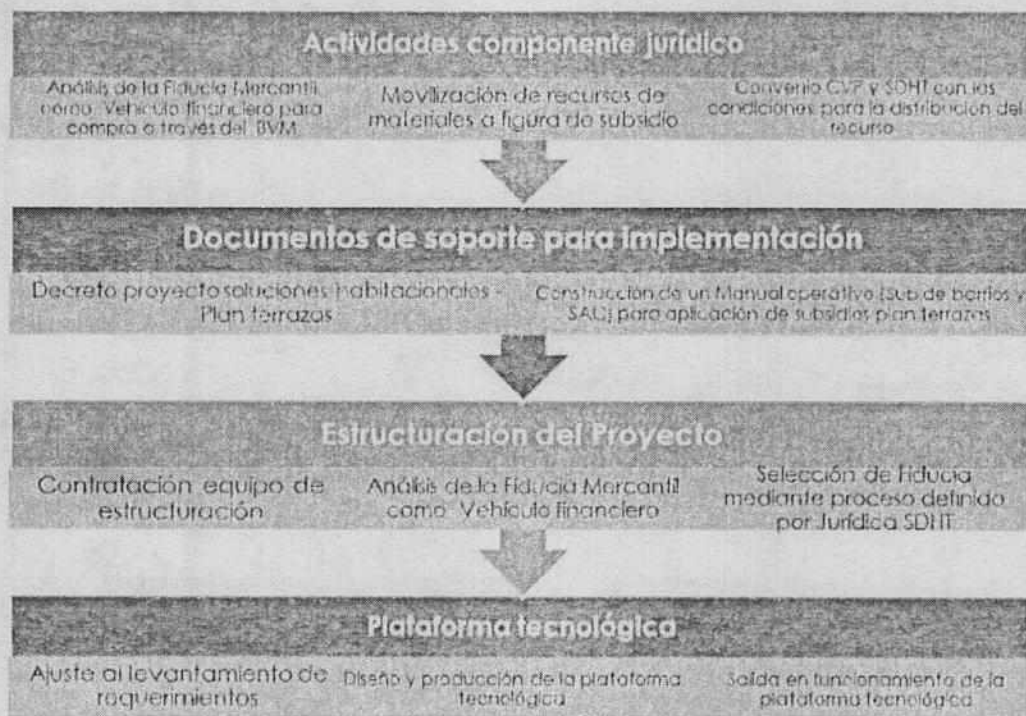 Actividades componente jurídico
Análisis de la Fiducia Mercantil
como Vehículo financiero para
compra a través del BVM
Movilización de recursos de
materiales a figura de subsidio
Convenio CVP y SDHT con las
condiciones para la distribución del
recurso
Documentos de soporte para implementación
Decreto proyecto soluciones habitacionales -
Plan terrazas
Construcción de un Manual operativo (Sub de barrios y
SAC) para aplicación de subsidios plan terrazas
Estructuración del Proyecto
Contratación equipo de
estructuración
Análisis de la Fiducia Mercantil
como Vehículo financiero
Selección de Fiducia
mediante proceso definido
por Jurídica SDHT
Plataforma tecnológica
Ajuste al levantamiento de
requerimientos
Diseño y producción de la plataforma
tecnológica
Salida en funcionamiento de la
plataforma tecnológica